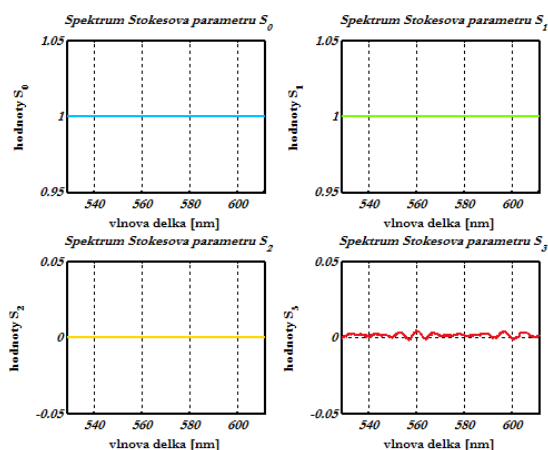 Spektrum Stokesova parametru S0
1.05
1
0.95
hodnoty S0
540 560 580 600
vlnova delka [nm]
Spektrum Stokesova parametru S1
1.05
1
0.95
hodnoty S1
540 560 580 600
vlnova delka [nm]
Spektrum Stokesova parametru S2
0.05
0
-0.05
hodnoty S2
540 560 580 600
vlnova delka [nm]
Spektrum Stokesova parametru S3
0.05
0
-0.05
hodnoty S3
540 560 580 600
vlnova delka [nm]